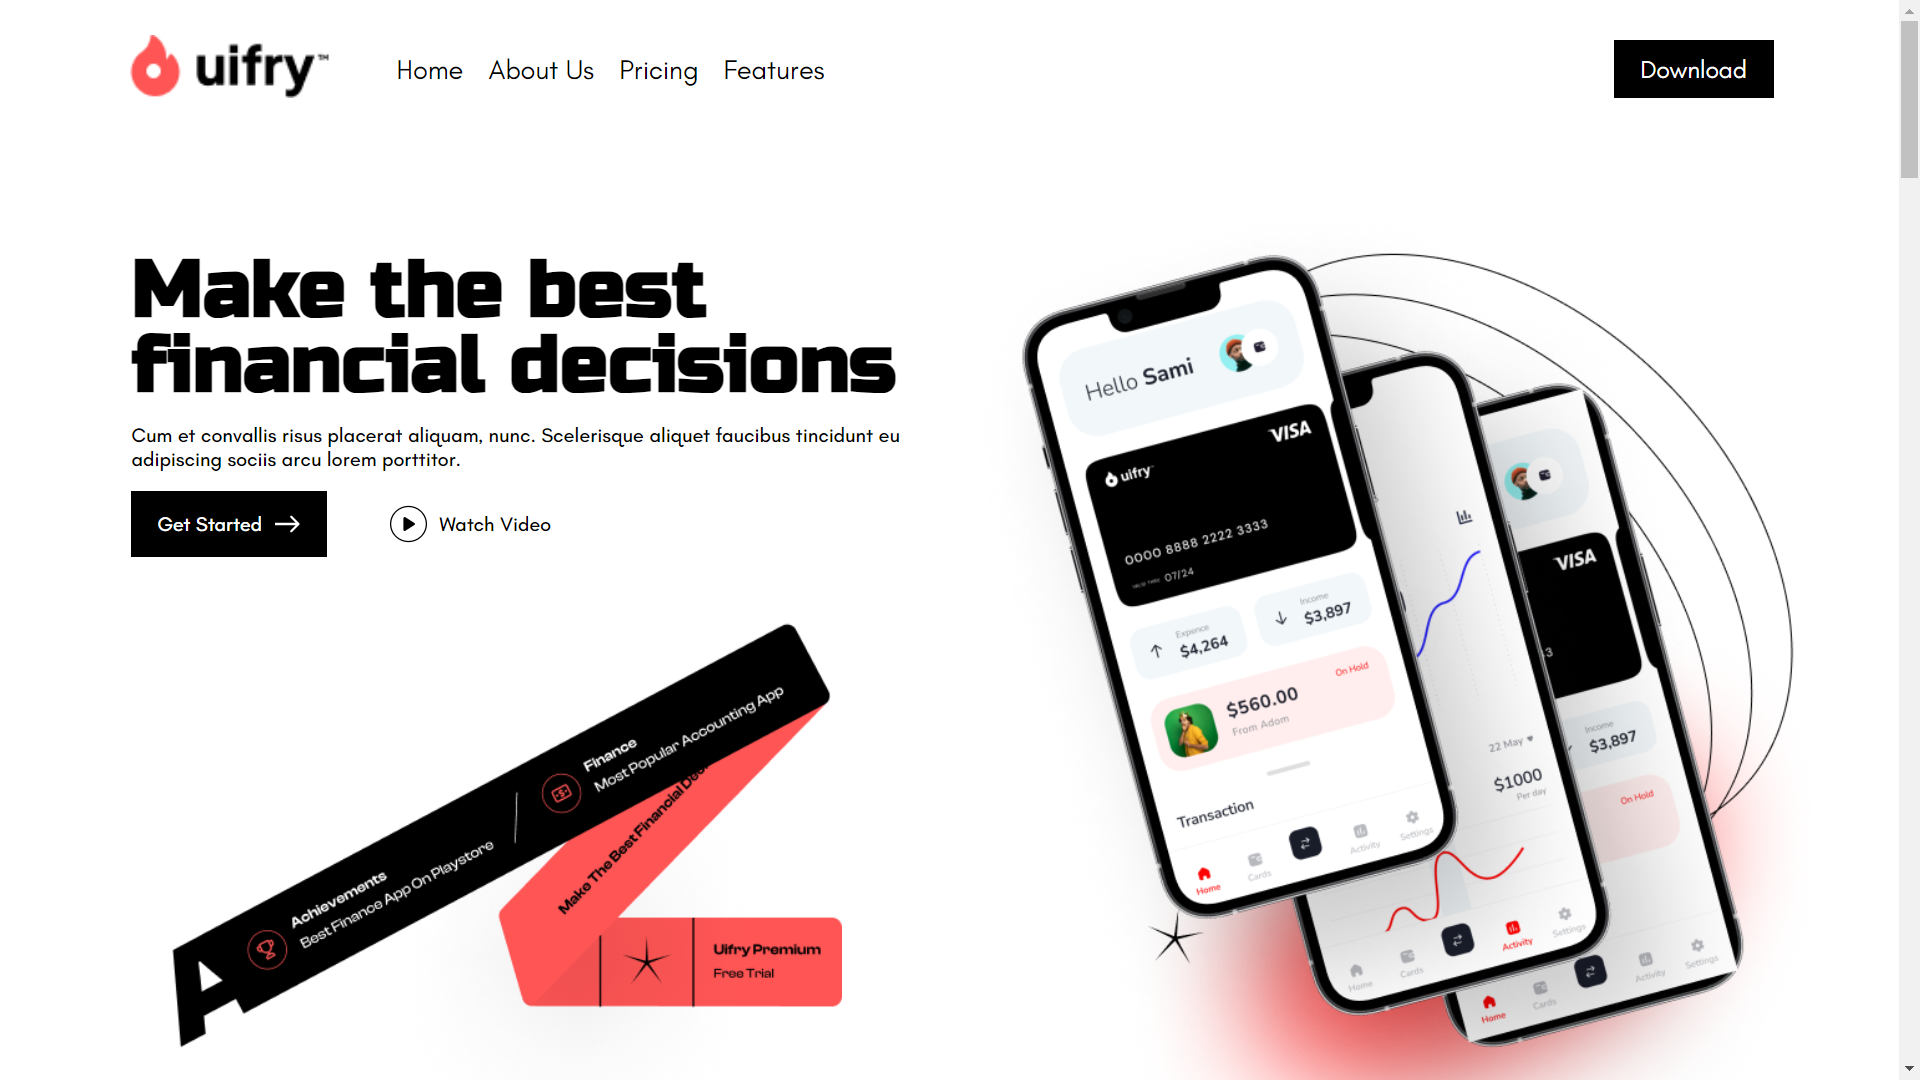 uifry™
Home
About Us
Pricing
Features
Download
Make the best
financial decisions
Cum et convallis risus placerat aliquam, nunc. Scelerisque aliquet faucibus tincidunt eu
adipiscing sociis arcu lorem porttitor.
Get Started
Watch Video
Achievements
Best Finance App On Playstore
Finance
Most Popular Accounting App
Make The Best Financial
Uifry Premium
Free Trial
Hello Sami
VISA
uifry
0000 8888 2222 3333
VALID THRU 07/24
Expence
$4,264
Income
$3,897
On Hold
$560.00
From Adom
Transaction
Home
Cards
Activity
Settings
22 May
$1000
Per day
Home
Cards
Activity
Settings
VISA
Income
$3,897
On Hold
Home
Cards
Activity
Settings